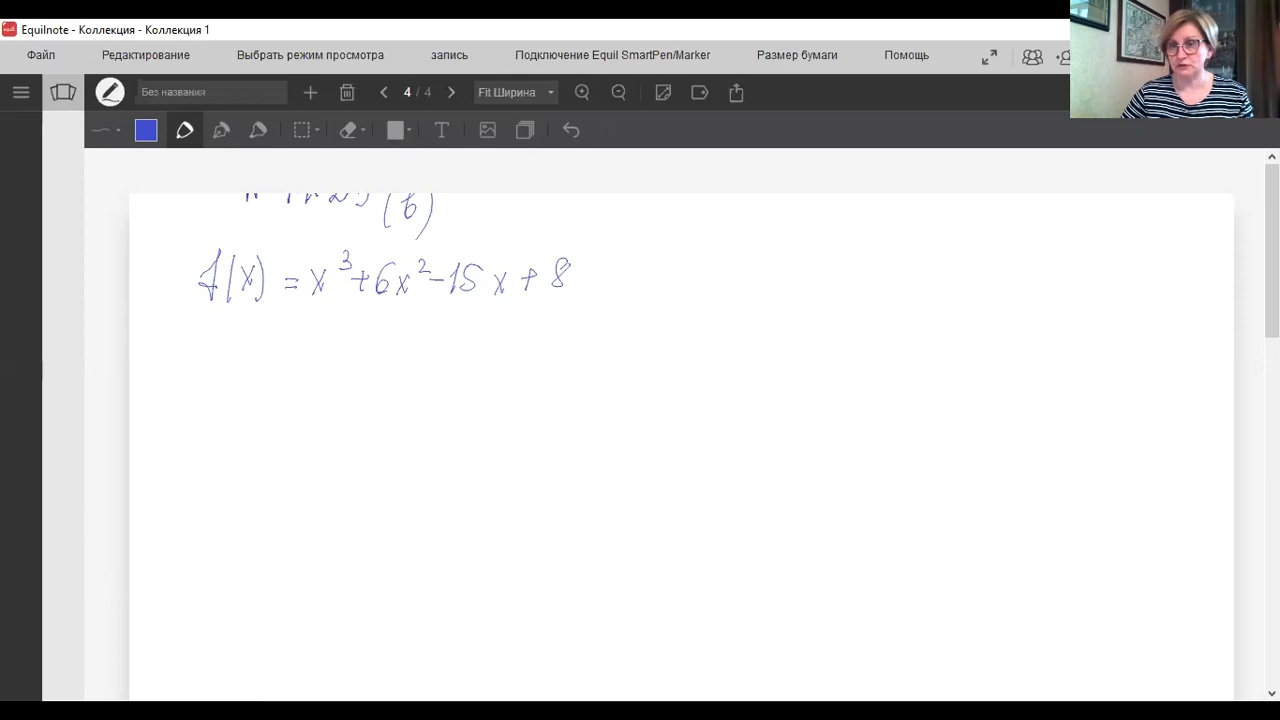 Equilnote - Коллекция - Коллекция 1
Файл Редактирование Выбрать режим просмотра запись Подключение Equil SmartPen/Marker Размер бумаги Помощь
Без названия 4 / 4 Fit Ширина
f(x) = x³+6x²-15x+8